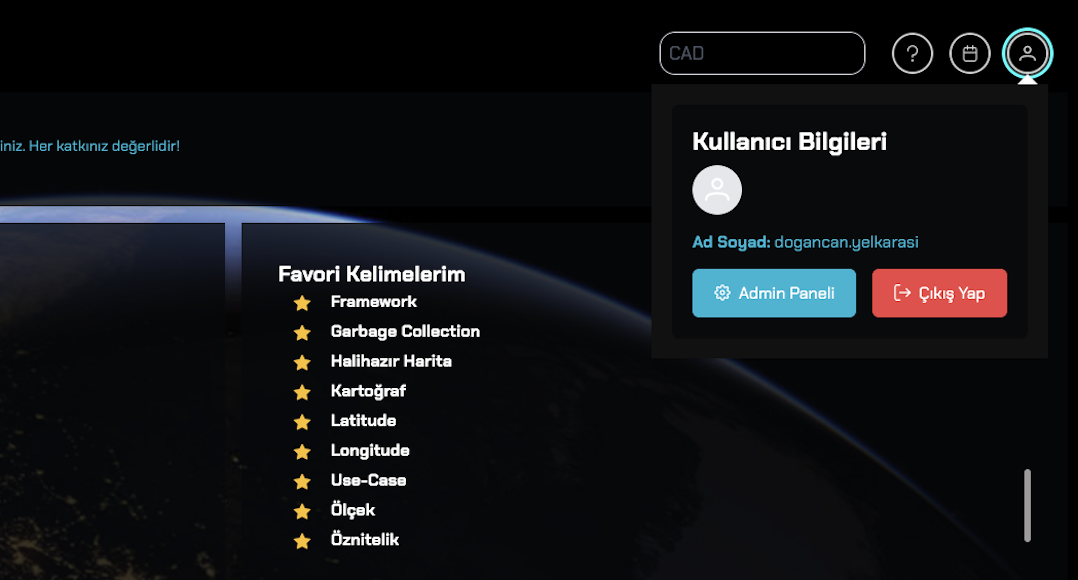 CAD
iniz. Her katkınız değerlidir!
Kullanıcı Bilgileri
Ad Soyad: dogancan.yelkarasi
Admin Paneli
Çıkış Yap
Favori Kelimelerim
Framework
Garbage Collection
Halihazır Harita
Kartoğraf
Latitude
Longitude
Use-Case
Ölçek
Öznitelik